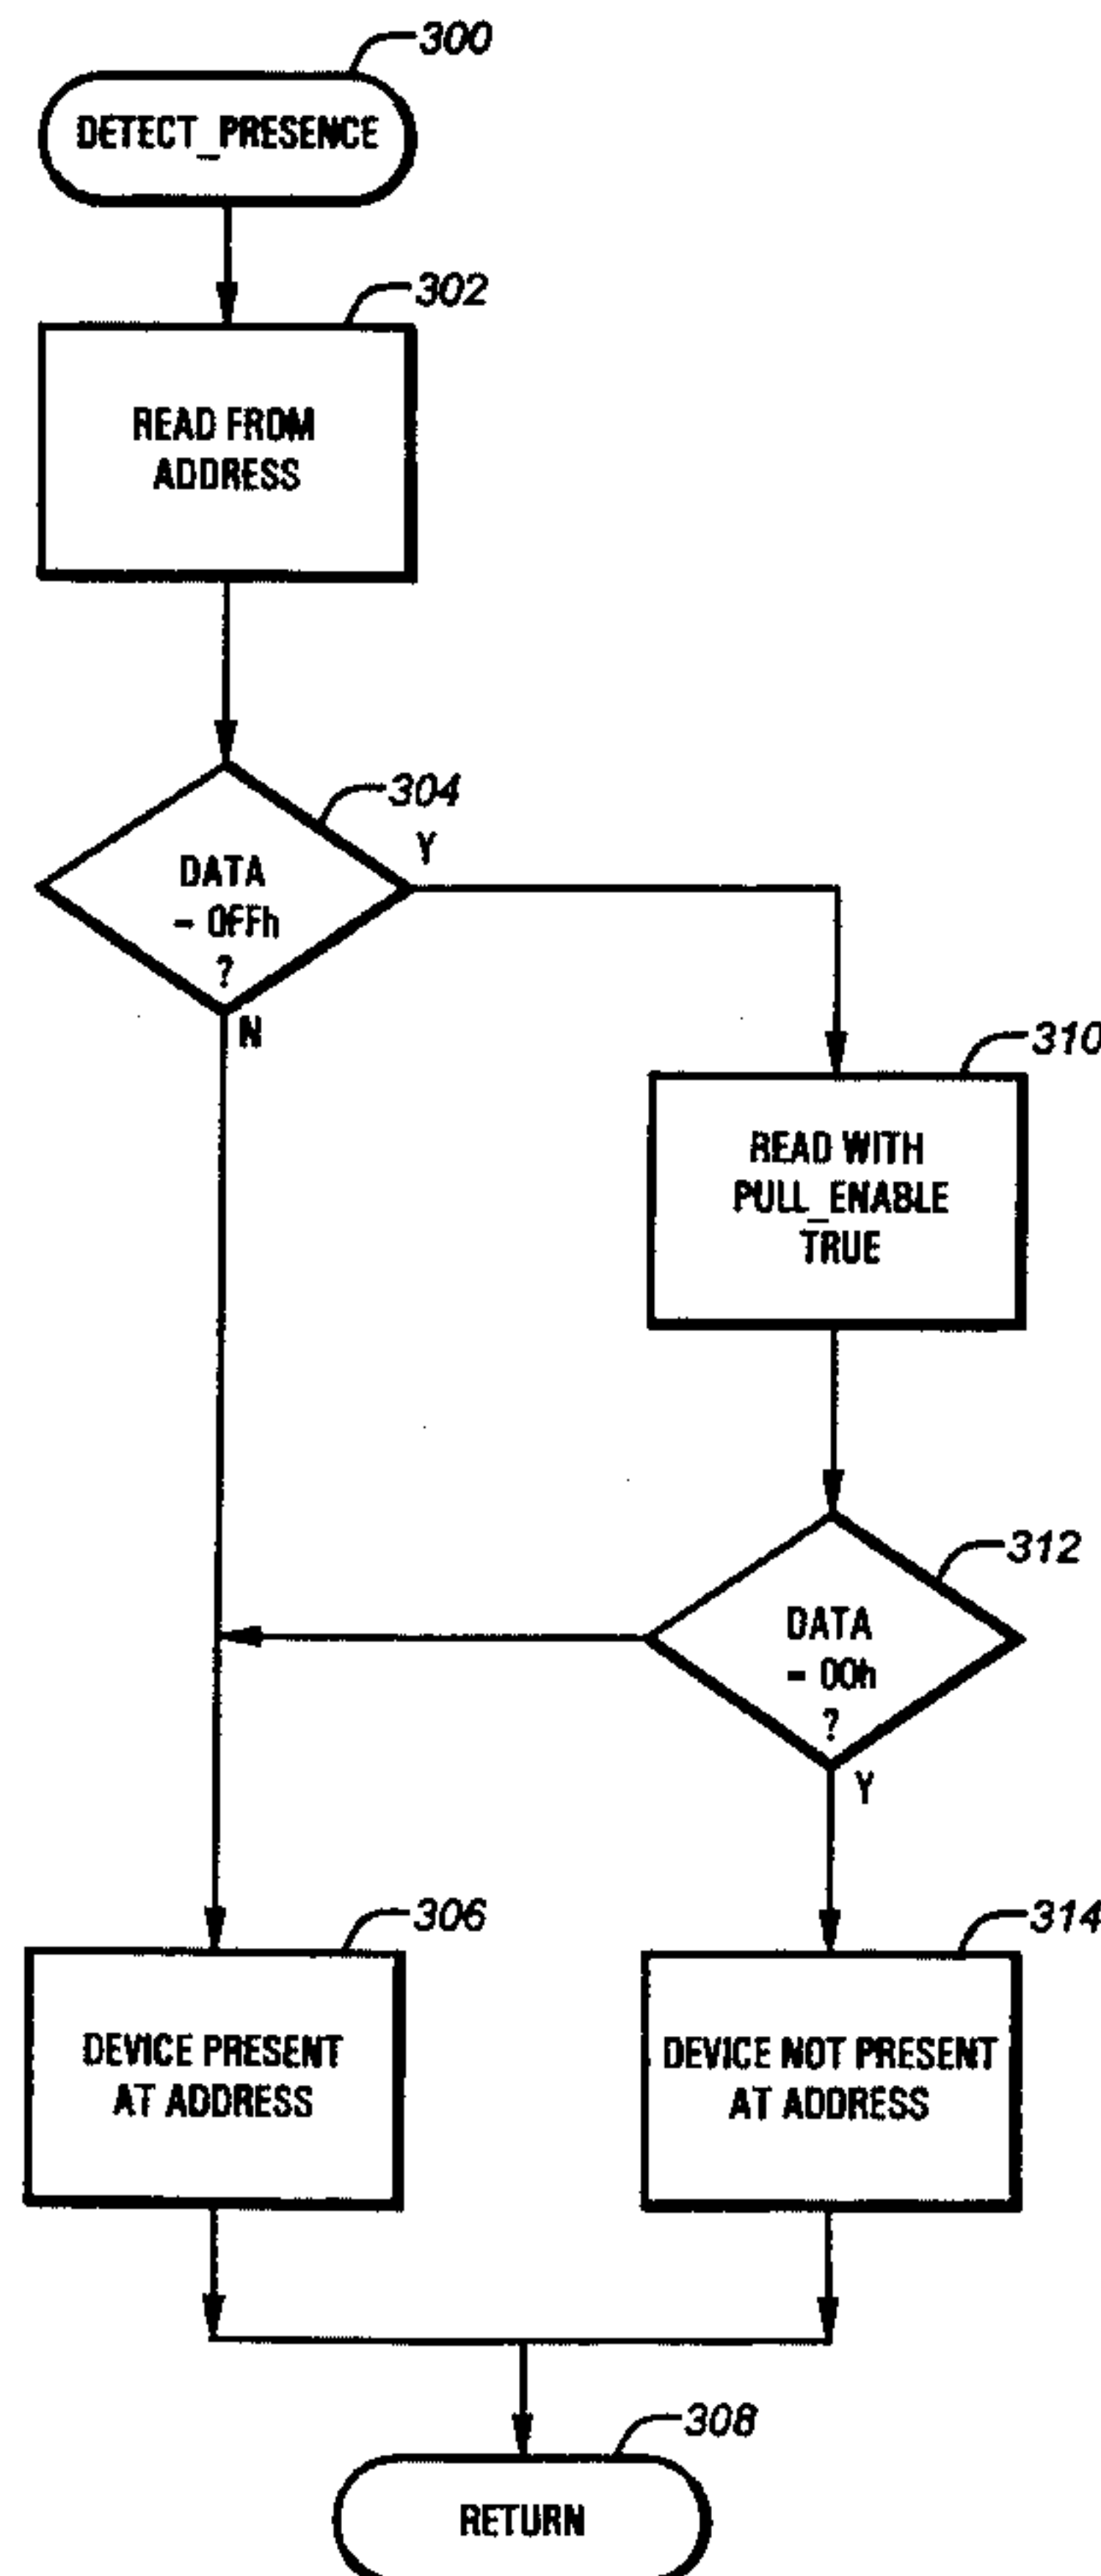 300
DETECT_PRESENCE
302
READ FROM
ADDRESS
304
DATA
= 0FFh
?
Y
N
310
READ WITH
PULL_ENABLE
TRUE
312
DATA
= 00h
?
Y
306
DEVICE PRESENT
AT ADDRESS
314
DEVICE NOT PRESENT
AT ADDRESS
308
RETURN